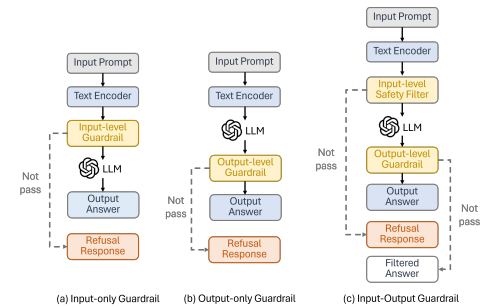 Input Prompt
Text Encoder
Input-level
Guardrail
LLM
Not
pass
Output
Answer
Refusal
Response
(a) Input-only Guardrail
Input Prompt
Text Encoder
LLM
Output-level
Guardrail
Not
pass
Output
Answer
Refusal
Response
(b) Output-only Guardrail
Input Prompt
Text Encoder
Input-level
Safety Filter
LLM
Output-level
Guardrail
Not
pass
Output
Answer
Not
pass
Refusal
Response
Filtered
Answer
(c) Input-Output Guardrail